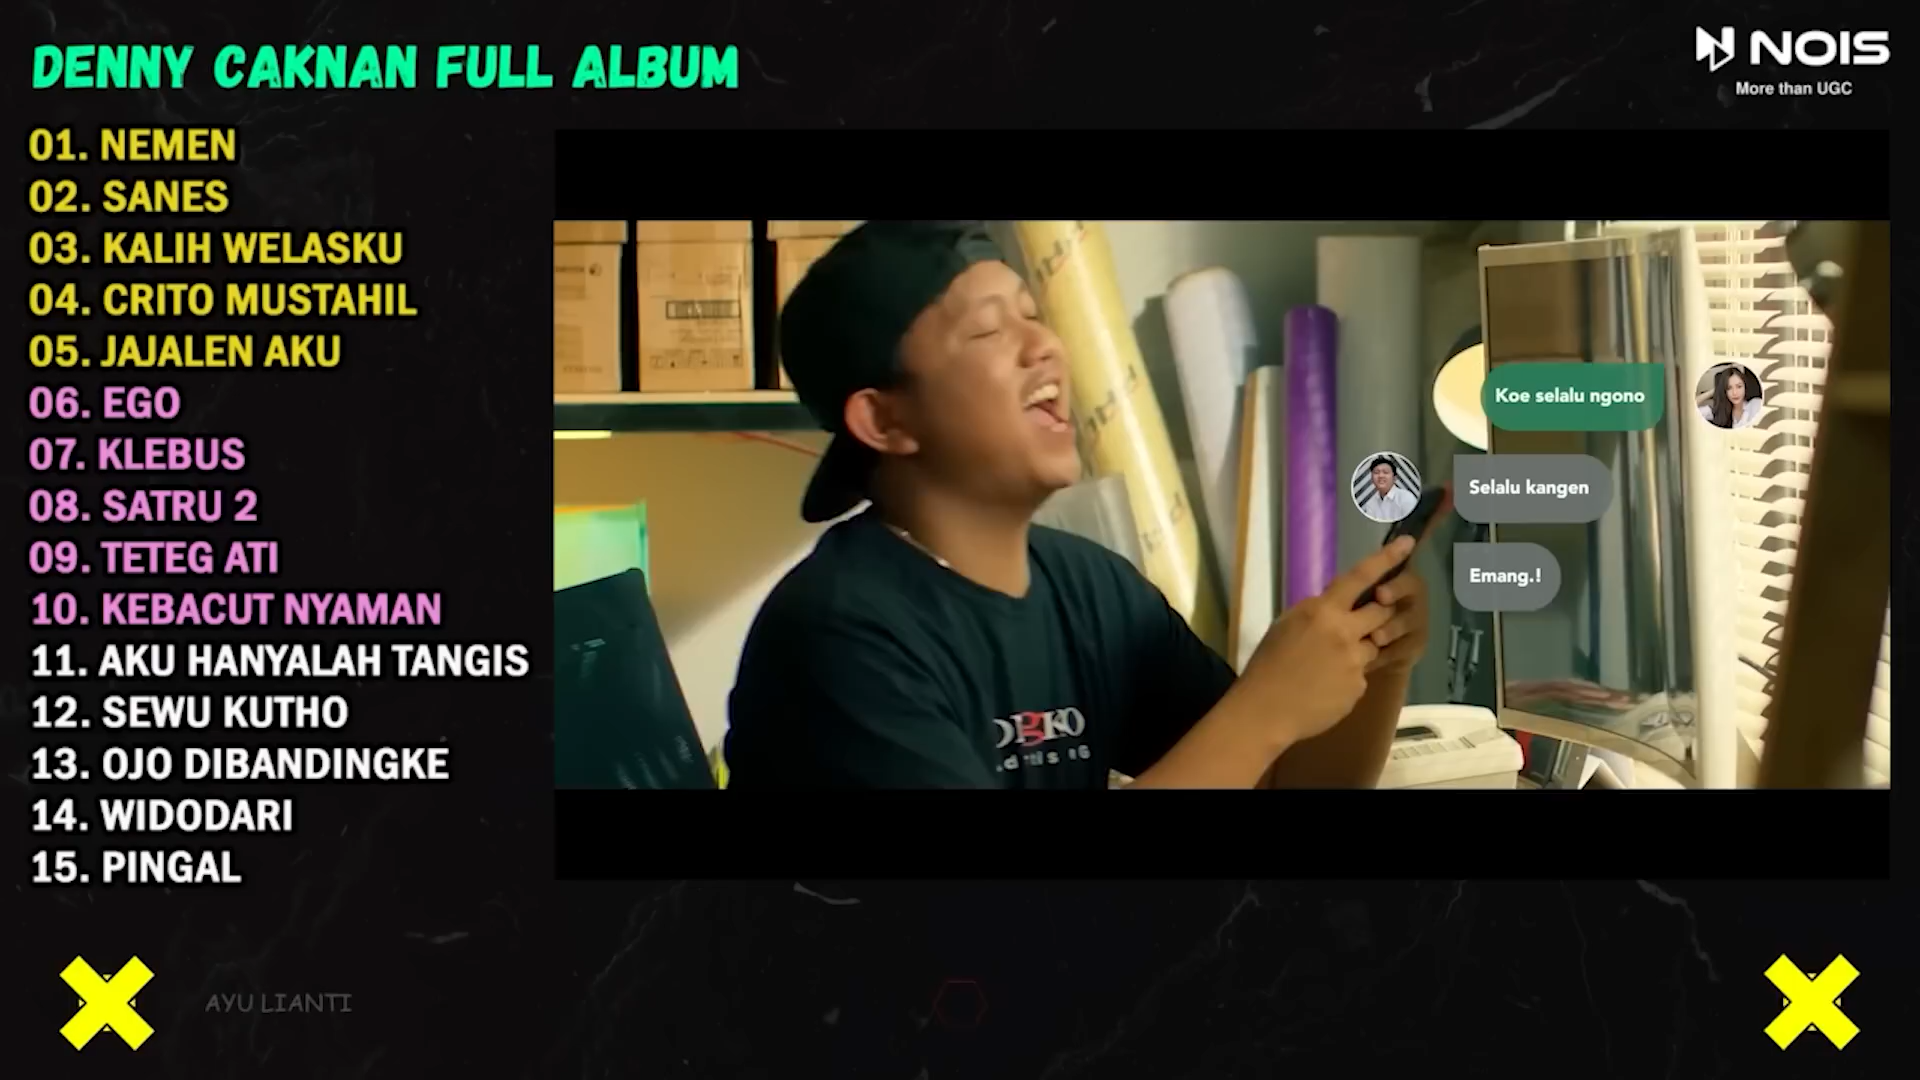 DENNY CAKNAN FULL ALBUM
NOIS
More than UGC
01. NEMEN
02. SANES
03. KALIH WELASKU
04. CRITO MUSTAHIL
05. JAJALEN AKU
06. EGO
07. KLEBUS
08. SATRU 2
09. TETEG ATI
10. KEBACUT NYAMAN
11. AKU HANYALAH TANGIS
12. SEWU KUTHO
13. OJO DIBANDINGKE
14. WIDODARI
15. PINGAL
Koe selalu ngono
Selalu kangen
Emang.!
AYU LIANTI